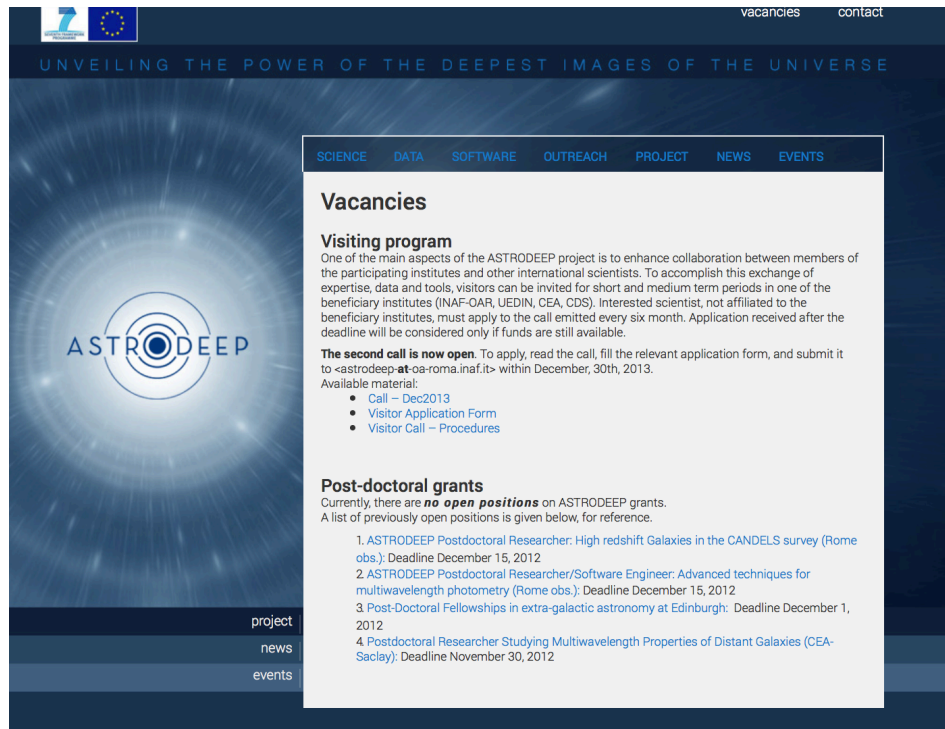 vacancies contact
SEVENTH FRAMEWORK
PROGRAMME
UNVEILING THE POWER OF THE DEEPEST IMAGES OF THE UNIVERSE
SCIENCE DATA SOFTWARE OUTREACH PROJECT NEWS EVENTS
ASTRODEEP
Vacancies
Visiting program
One of the main aspects of the ASTRODEEP project is to enhance collaboration between members of
the participating institutes and other international scientists. To accomplish this exchange of
expertise, data and tools, visitors can be invited for short and medium term periods in one of the
beneficiary institutes (INAF-OAR, UEDIN, CEA, CDS). Interested scientist, not affiliated to the
beneficiary institutes, must apply to the call emitted every six month. Application received after the
deadline will be considered only if funds are still available.
The second call is now open. To apply, read the call, fill the relevant application form, and submit it
to <astrodeep-at-oa-roma.inaf.it> within December, 30th, 2013.
Available material:
• Call – Dec2013
• Visitor Application Form
• Visitor Call – Procedures
Post-doctoral grants
Currently, there are no open positions on ASTRODEEP grants.
A list of previously open positions is given below, for reference.
1. ASTRODEEP Postdoctoral Researcher: High redshift Galaxies in the CANDELS survey (Rome
obs.): Deadline December 15, 2012
2. ASTRODEEP Postdoctoral Researcher/Software Engineer: Advanced techniques for
multiwavelength photometry (Rome obs.): Deadline December 15, 2012
3. Post-Doctoral Fellowships in extra-galactic astronomy at Edinburgh: Deadline December 1,
2012
4. Postdoctoral Researcher Studying Multiwavelength Properties of Distant Galaxies (CEA-
Saclay): Deadline November 30, 2012
project
news
events